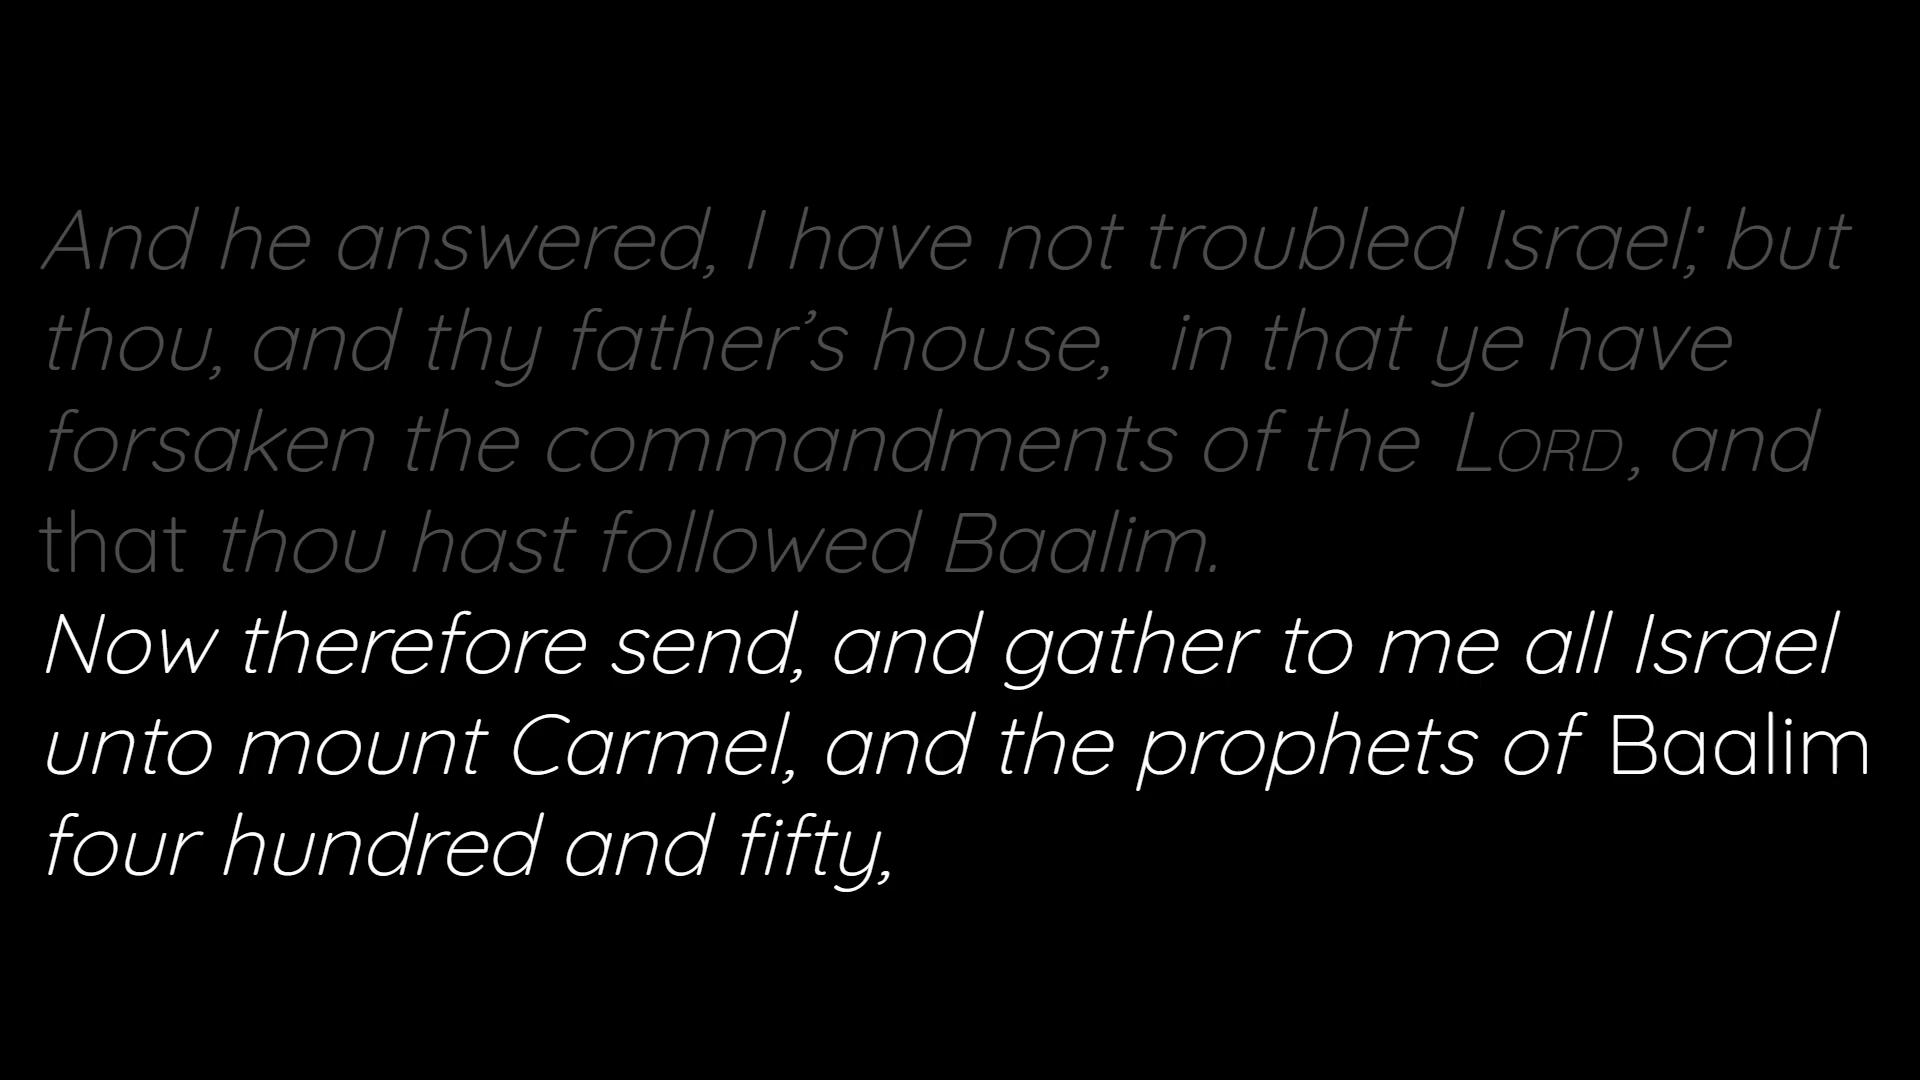 And he answered, I have not troubled Israel; but
thou, and thy father’s house, in that ye have
forsaken the commandments of the LORD, and
that thou hast followed Baalim.
Now therefore send, and gather to me all Israel
unto mount Carmel, and the prophets of Baalim
four hundred and fifty,